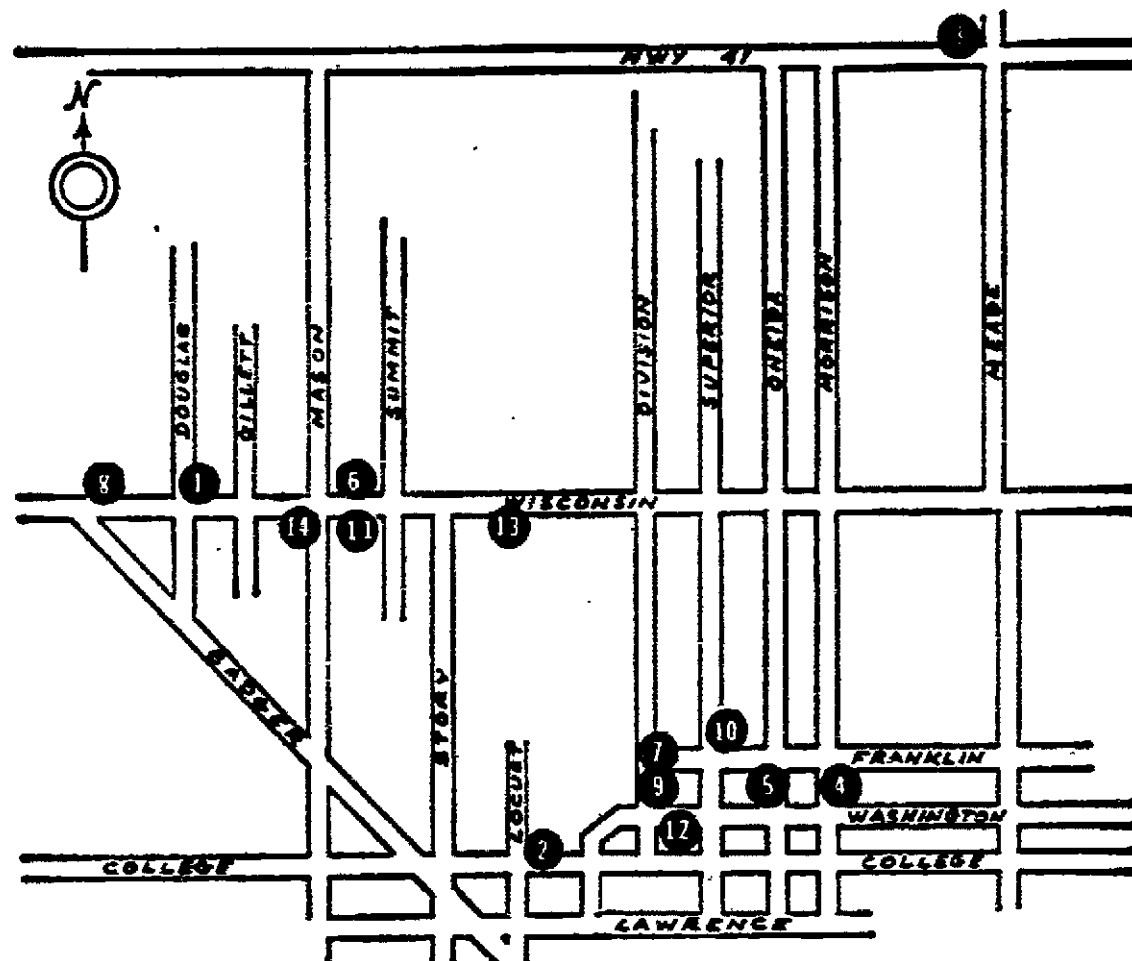 3
HWY 41
N
DOUGLAS
GILLETT
MASON
SUMMIT
DIVISION
SUPERIOR
ONEIDA
MORRISON
MEADE
8
1
6
WISCONSIN
14
11
13
BADGER
STORY
LOCUST
10
7
FRANKLIN
9
5
4
WASHINGTON
12
2
COLLEGE
COLLEGE
LAWRENCE